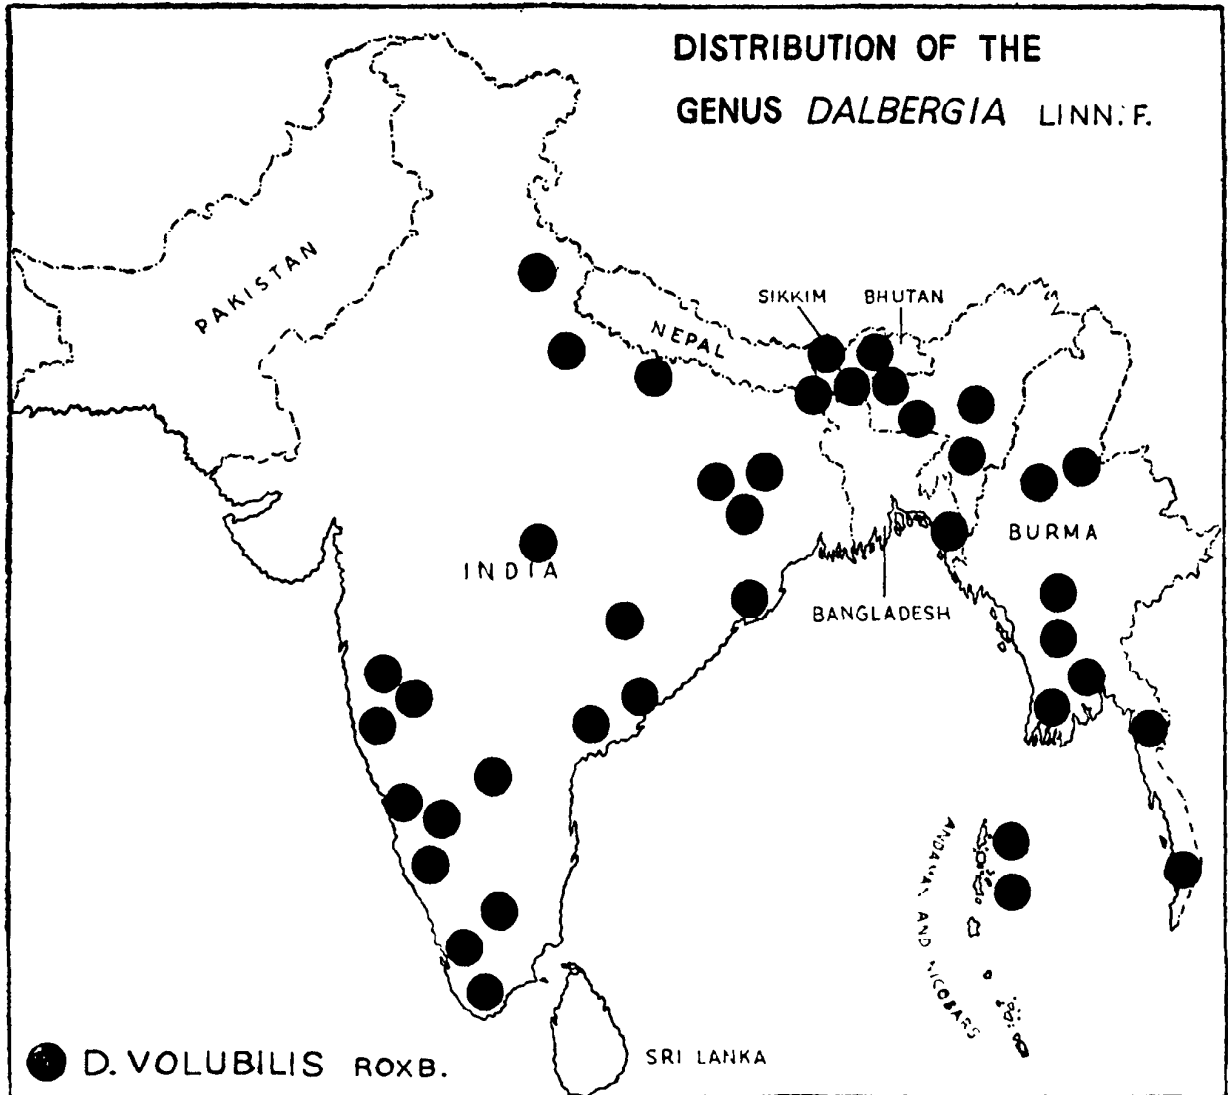 DISTRIBUTION OF THE
GENUS DALBERGIA LINN. F.
PAKISTAN
SIKKIM BHUTAN
NEPAL
BURMA
INDIA
BANGLADESH
ANDAMAN AND NICOBARS
SRI LANKA
D. VOLUBILIS ROXB.